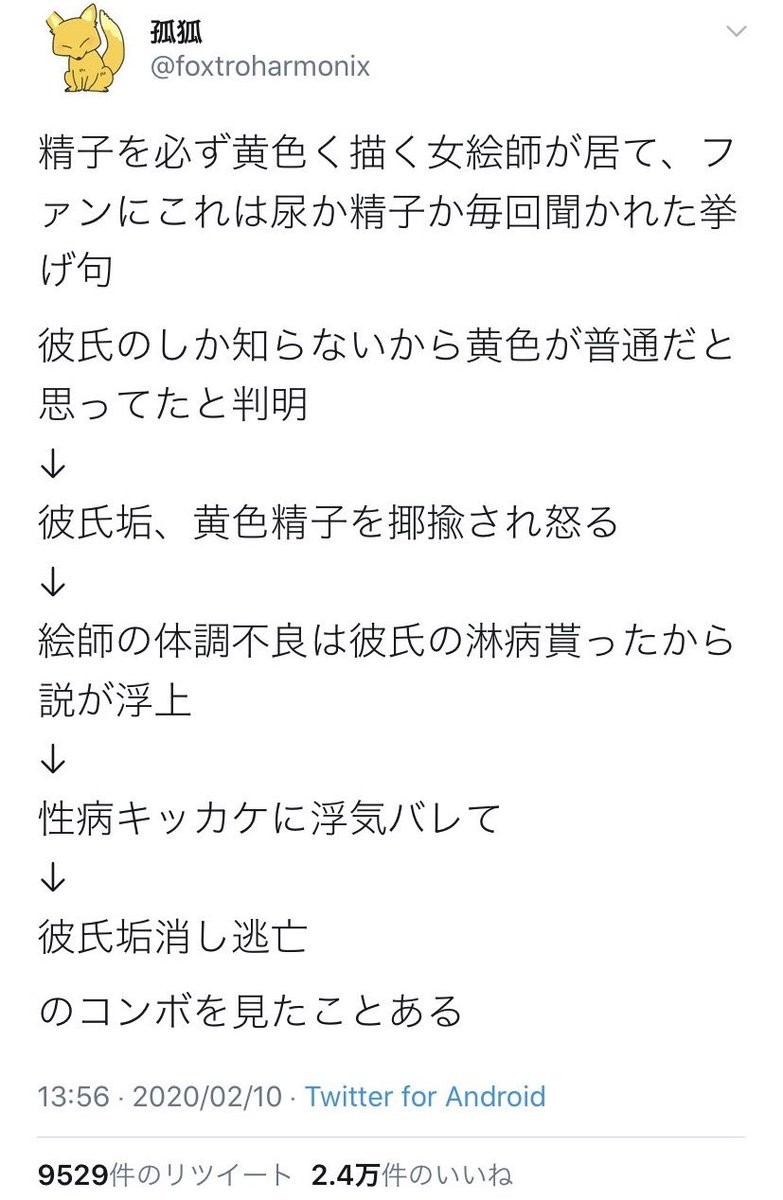 孤狐
@foxtroharmonix
精子を必ず黄色く描く女絵師が居て、フ
ァンにこれは尿か精子か毎回聞かれた挙
げ句
彼氏のしか知らないから黄色が普通だと
思ってたと判明
↓
彼氏垢、黄色精子を揶揄され怒る
↓
絵師の体調不良は彼氏の淋病貰ったから
説が浮上
↓
性病キッカケに浮気バレて
↓
彼氏垢消し逃亡
のコンボを見たことある
13:56 · 2020/02/10 · Twitter for Android
9529件のリツイート 2.4万件のいいね